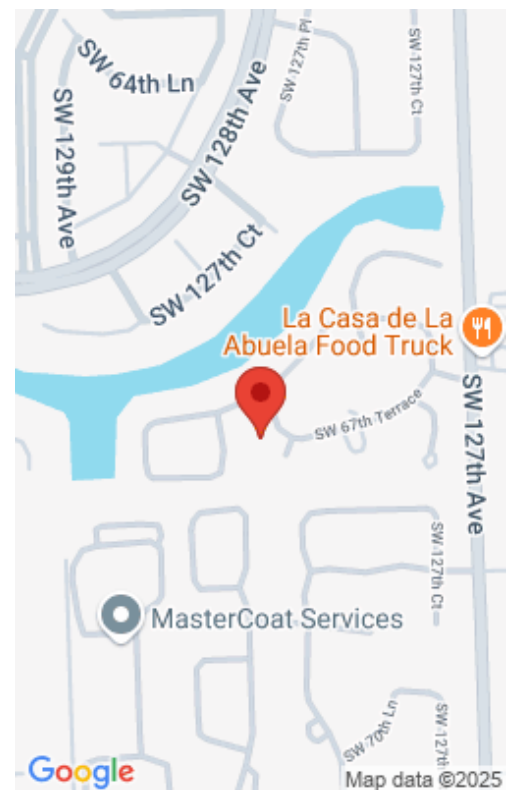 SW 64th Ln
SW 129th Ave
SW 128th Ave
SW 127th Pl
SW 127th Ct
SW 127th Ct
La Casa de La
Abuela Food Truck
SW 67th Terrace
SW 127th Ave
SW 127th Ct
MasterCoat Services
SW 70th Ln
SW 127th
Google
Map data ©2025